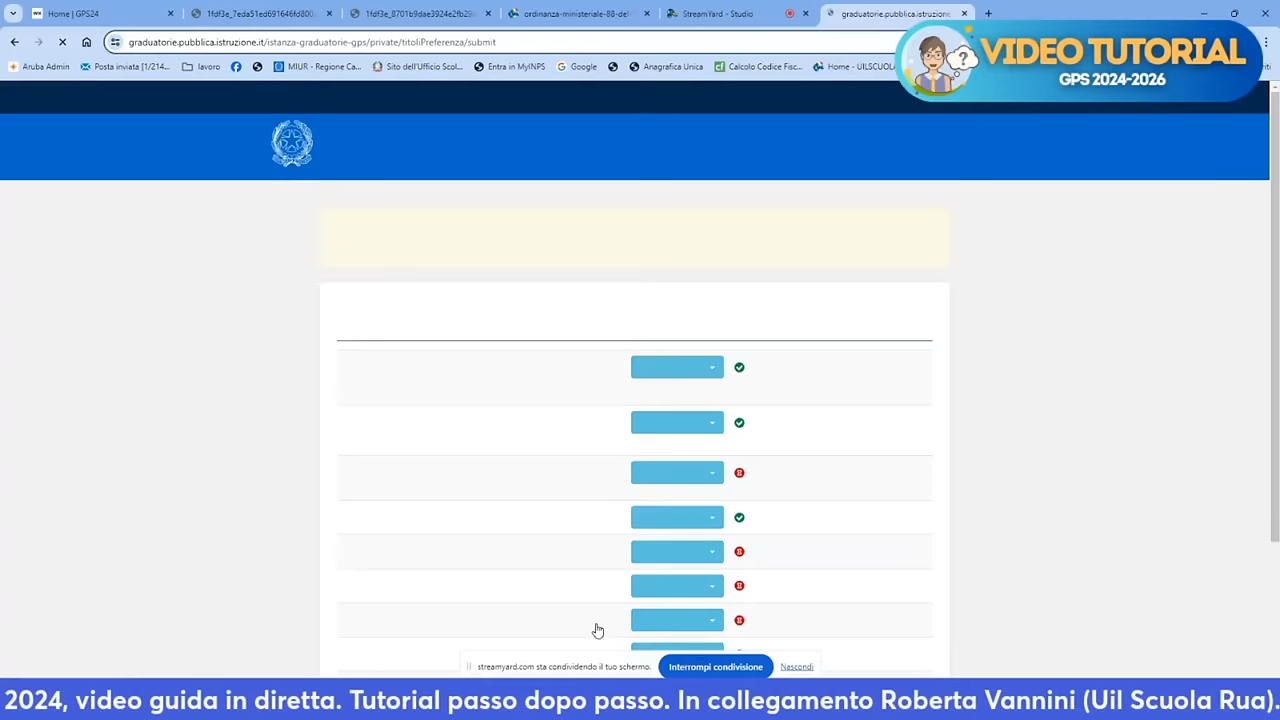 Home | GPS24
1fdf3e_7eda51ed691646fd800
1fdf3e_8701b9dae3924e2fb29
ordinanza-ministeriale-88-del
StreamYard - Studio
graduatorie.pubblica.istruzione
graduatorie.pubblica.istruzione.it/istanza-graduatorie-gps/private/titoliPreferenza/submit
Aruba Admin
Posta inviata [1/214...
lavoro
MIUR - Regione Ca...
Sito dell'Ufficio Scol...
Entra in MyINPS
Google
Anagrafica Unica
Calcolo Codice Fisc...
Home - UILSCUOLA
VIDEO TUTORIAL
GPS 2024-2026
streamyard.com sta condividendo il tuo schermo.
Interrompi condivisione
Nascondi
2024, video guida in diretta. Tutorial passo dopo passo. In collegamento Roberta Vannini (Uil Scuola Rua).